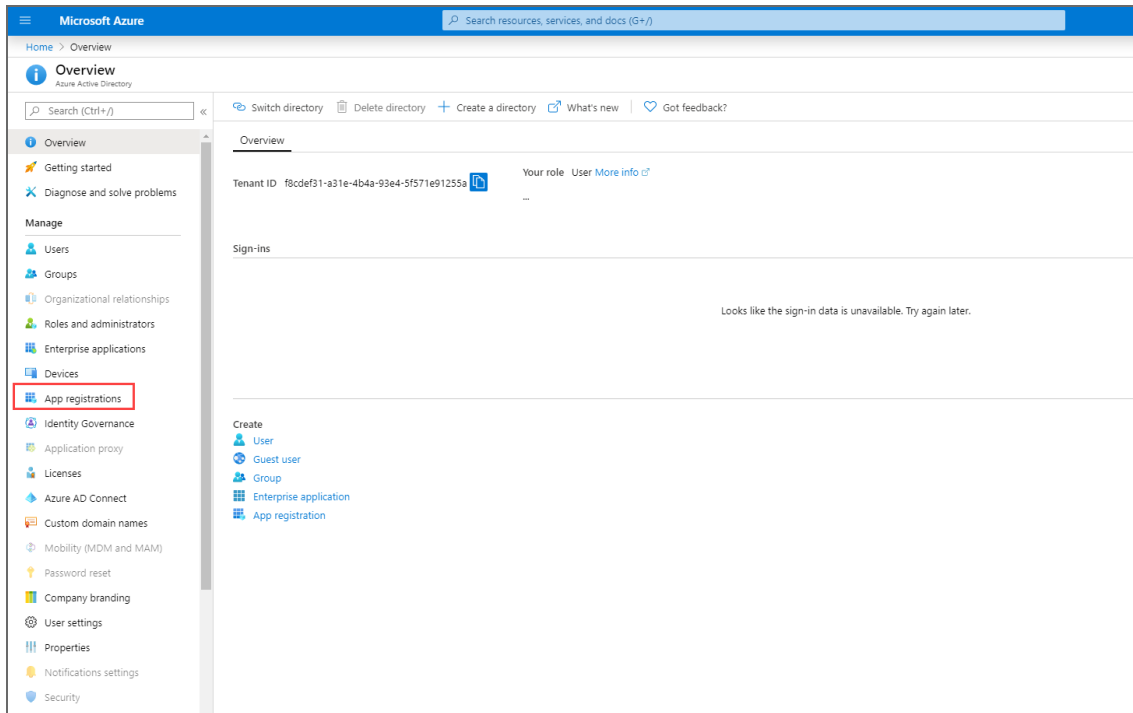 Microsoft Azure
Search resources, services, and docs (G+/)
Home > Overview
Overview
Azure Active Directory
Search (Ctrl+/)
«
Switch directory
Delete directory
Create a directory
What's new
Got feedback?
Overview
Getting started
Diagnose and solve problems
Manage
Users
Groups
Organizational relationships
Roles and administrators
Enterprise applications
Devices
App registrations
Identity Governance
Application proxy
Licenses
Azure AD Connect
Custom domain names
Mobility (MDM and MAM)
Password reset
Company branding
User settings
Properties
Notifications settings
Security
Overview
Tenant ID f8cdef31-a31e-4b4a-93e4-5f571e91255a
Your role User More info
...
Sign-ins
Looks like the sign-in data is unavailable. Try again later.
Create
User
Guest user
Group
Enterprise application
App registration